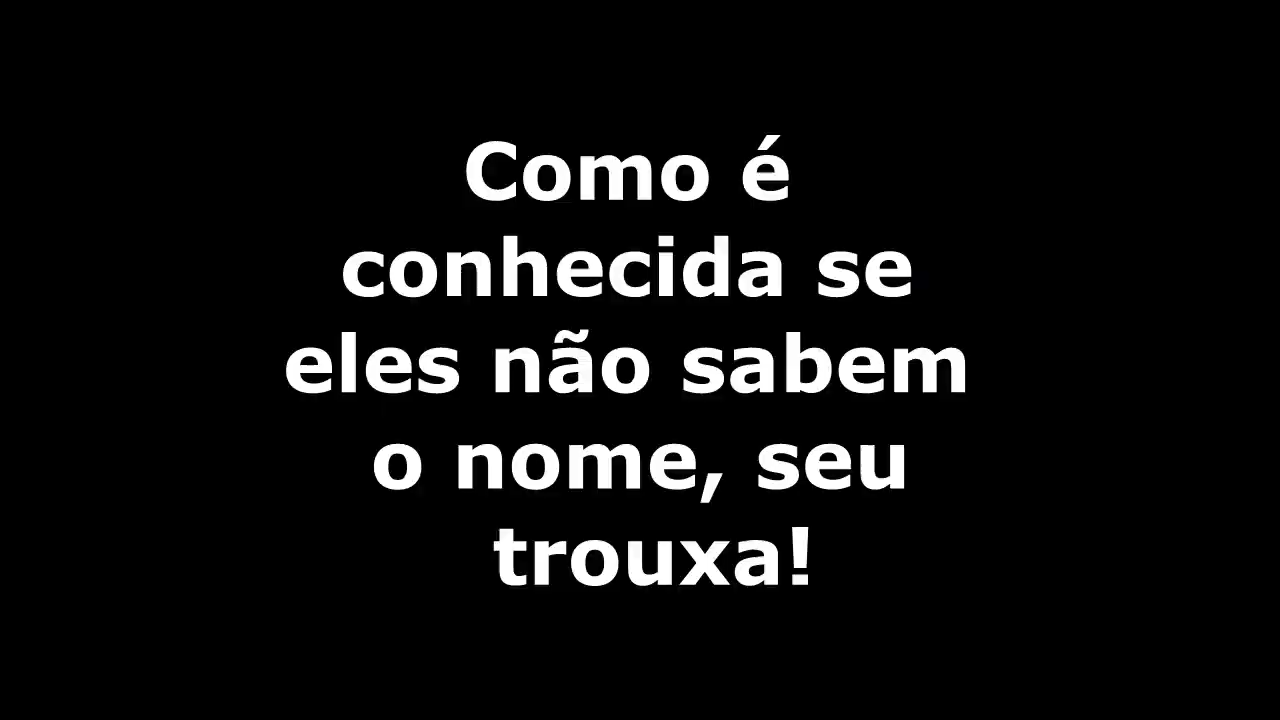 Como é
conhecida se
eles não sabem
o nome, seu
trouxa!